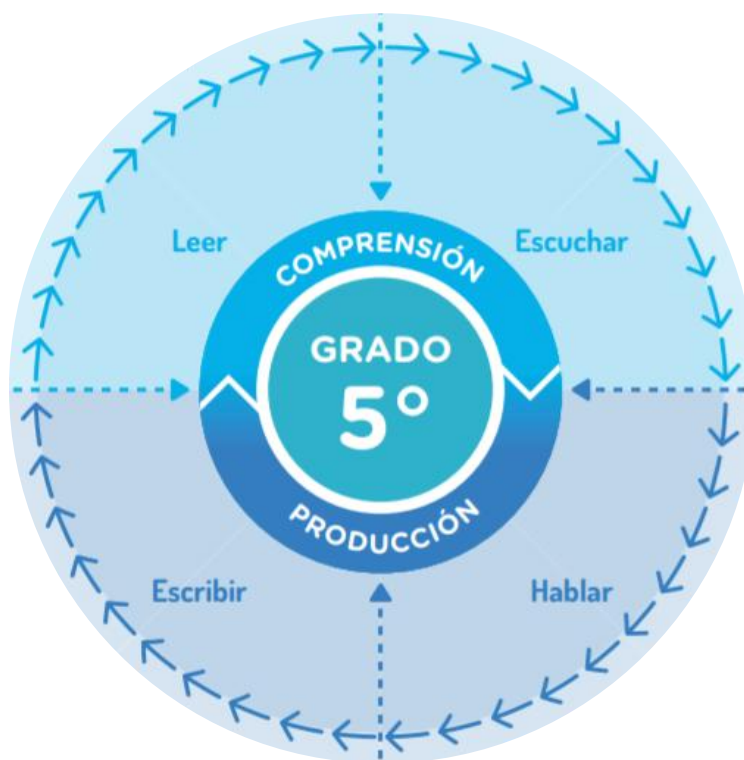 Leer
COMPRENSIÓN
Escuchar
GRADO
5°
PRODUCCIÓN
Escribir
Hablar